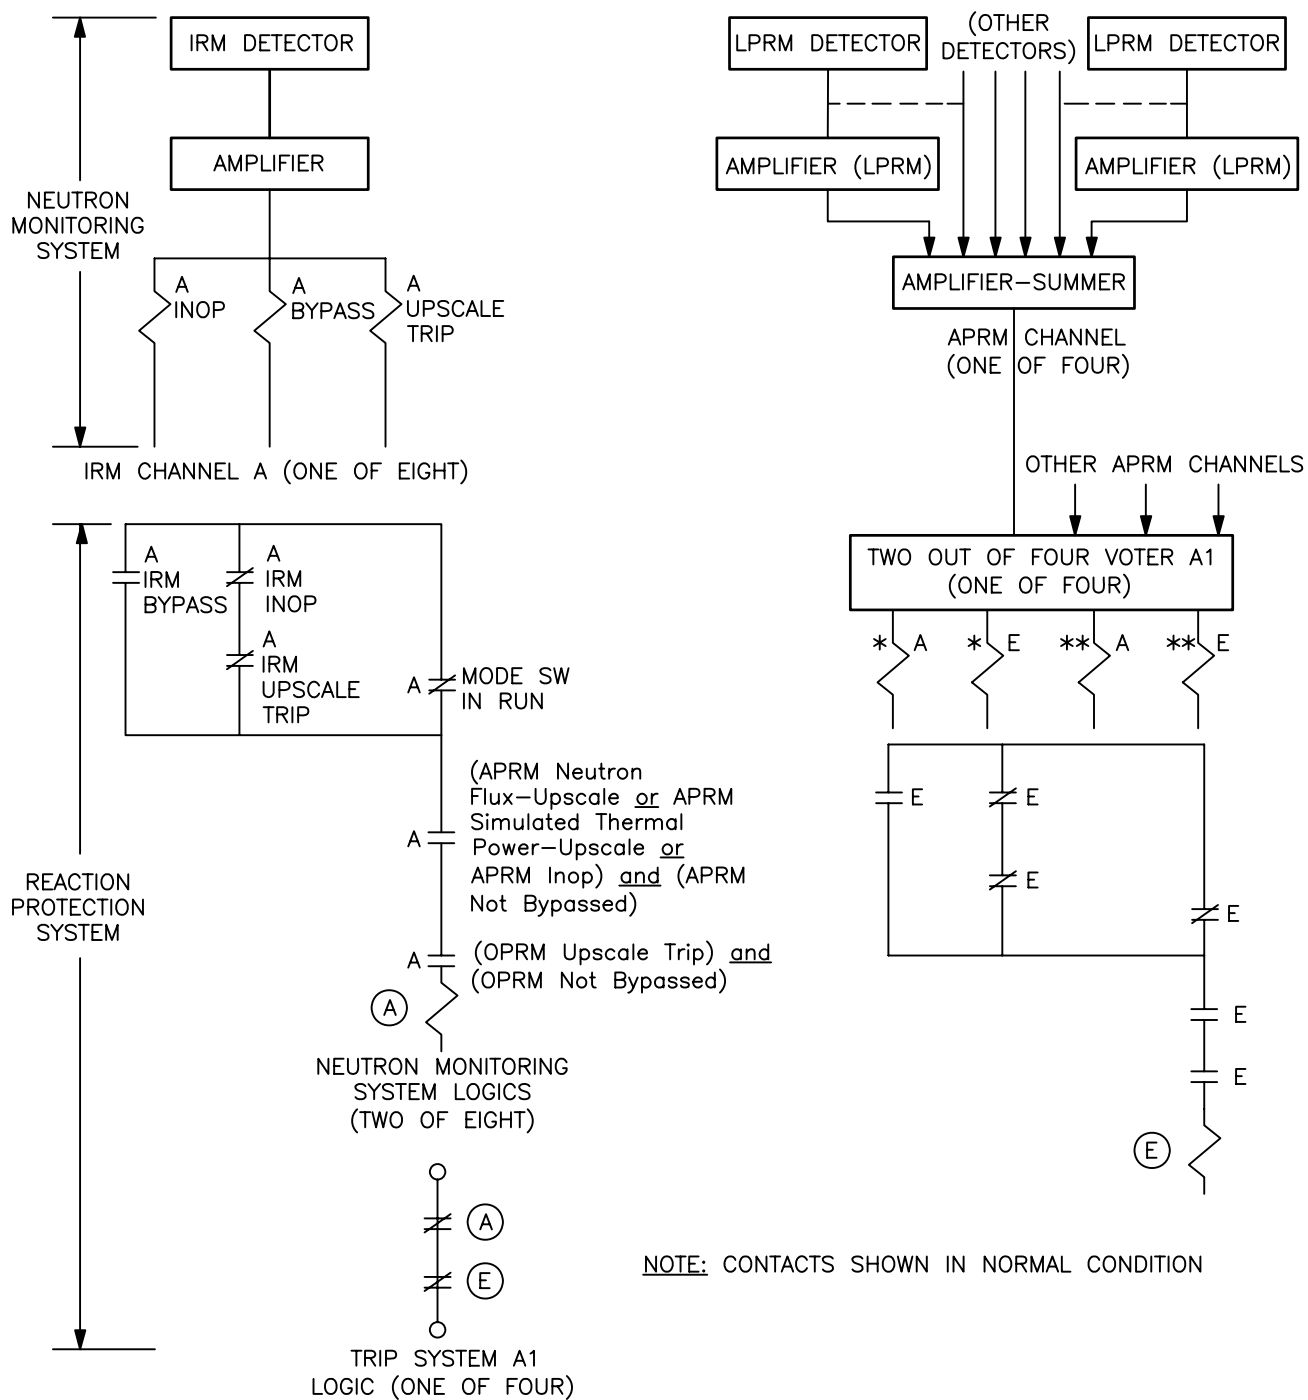 IRM DETECTOR
AMPLIFIER
NEUTRON
MONITORING
SYSTEM
A
INOP
A
BYPASS
A
UPSCALE
TRIP
IRM CHANNEL A (ONE OF EIGHT)
LPRM DETECTOR
(OTHER
DETECTORS)
LPRM DETECTOR
AMPLIFIER (LPRM)
AMPLIFIER (LPRM)
AMPLIFIER-SUMMER
APRM CHANNEL
(ONE OF FOUR)
OTHER APRM CHANNELS
TWO OUT OF FOUR VOTER A1
(ONE OF FOUR)
* A
* E
** A
** E
A
IRM
BYPASS
A
IRM
INOP
A
IRM
UPSCALE
TRIP
A
MODE SW
IN RUN
A
(APRM Neutron
Flux-Upscale or APRM
Simulated Thermal
Power-Upscale or
APRM Inop) and (APRM
Not Bypassed)
A
(OPRM Upscale Trip) and
(OPRM Not Bypassed)
A
NEUTRON MONITORING
SYSTEM LOGICS
(TWO OF EIGHT)
REACTION
PROTECTION
SYSTEM
E
E
E
E
E
E
E
A
E
TRIP SYSTEM A1
LOGIC (ONE OF FOUR)
NOTE: CONTACTS SHOWN IN NORMAL CONDITION